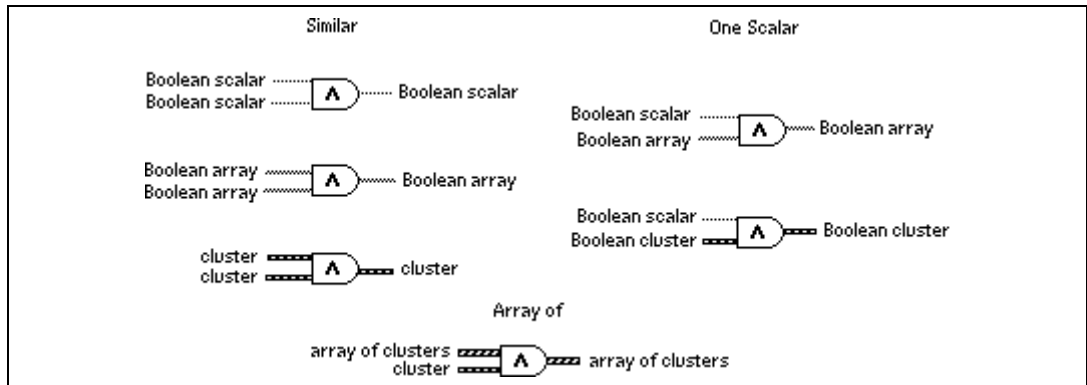 Similar
Boolean scalar
Boolean scalar
Λ
Boolean scalar
Boolean array
Boolean array
Λ
Boolean array
cluster
cluster
Λ
cluster
One Scalar
Boolean scalar
Boolean array
Λ
Boolean array
Boolean scalar
Boolean cluster
Λ
Boolean cluster
Array of
array of clusters
cluster
Λ
array of clusters